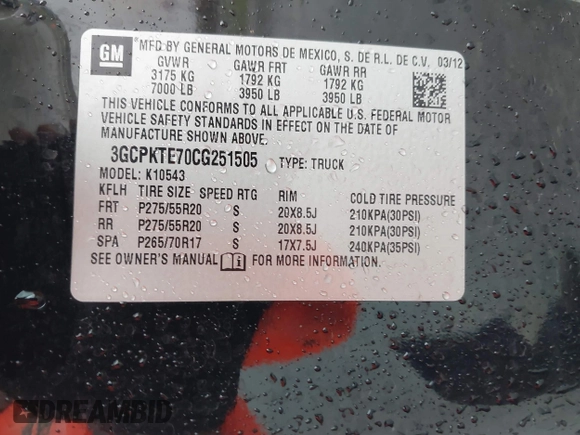 GM
MFD BY GENERAL MOTORS DE MEXICO, S. DE R.L. DE C.V. 03/12
GVWR GAWR FRT GAWR RR
3175 KG 1792 KG 1792 KG
7000 LB 3950 LB 3950 LB
THIS VEHICLE CONFORMS TO ALL APPLICABLE U.S. FEDERAL MOTOR
VEHICLE SAFETY STANDARDS IN EFFECT ON THE DATE OF
MANUFACTURE SHOWN ABOVE.
3GCPKTE70CG251505 TYPE: TRUCK
MODEL: K10543
KFLH TIRE SIZE SPEED RTG RIM COLD TIRE PRESSURE
FRT P275/55R20 S 20X8.5J 210KPA(30PSI)
RR P275/55R20 S 20X8.5J 210KPA(30PSI)
SPA P265/70R17 S 17X7.5J 240KPA(35PSI)
SEE OWNER'S MANUAL FOR MORE INFORMATION.
DREAMBID